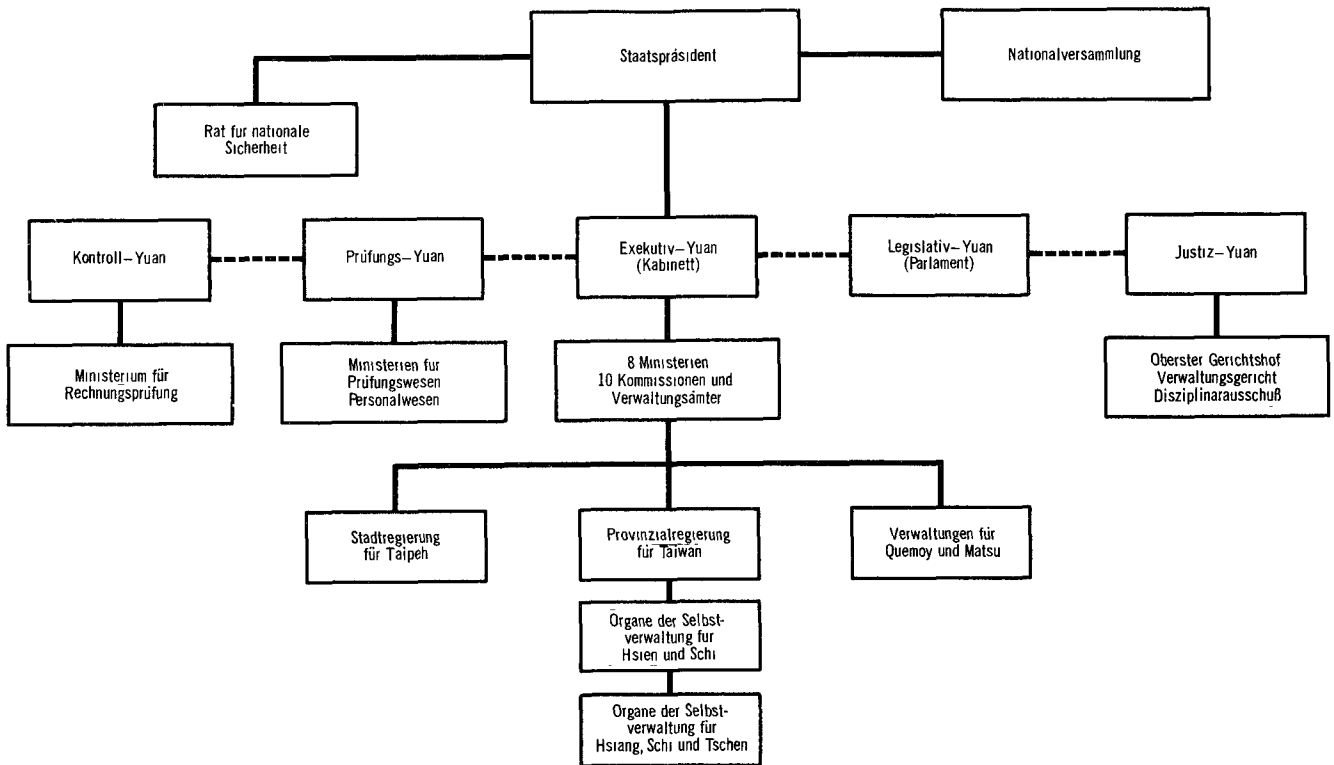 Staatspräsident
Nationalversammlung
Rat fur nationale
Sicherheit
Kontroll–Yuan
Prüfungs–Yuan
Exekutiv–Yuan
(Kabinett)
Legislativ–Yuan
(Parlament)
Justiz–Yuan
Ministerium für
Rechnungsprüfung
Ministerien fur
Prüfungswesen
Personalwesen
8 Ministerien
10 Kommissionen und
Verwaltungsämter
Oberster Gerichtshof
Verwaltungsgericht
Disziplinarausschuß
Stadtregierung
für Taipeh
Provinzialregierung
für Taiwan
Verwaltungen für
Quemoy und Matsu
Organe der Selbst-
verwaltung fur
Hsien und Schi
Organe der Selbst-
verwaltung für
Hsiang, Schi und Tschen